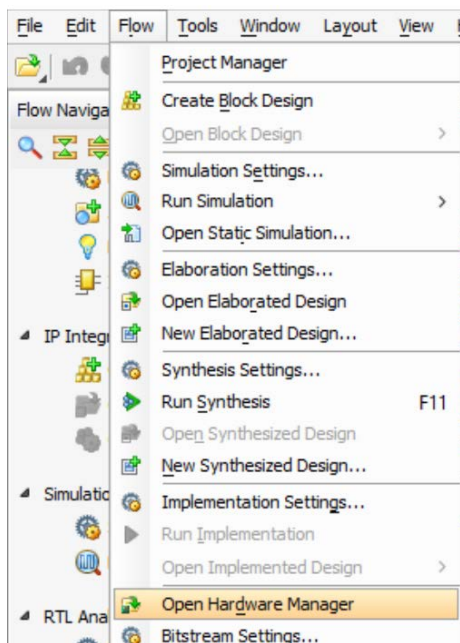 File Edit Flow Tools Window Layout View
Project Manager
Flow Naviga
Create Block Design
Open Block Design
Simulation Settings...
Run Simulation
Open Static Simulation...
Elaboration Settings...
Open Elaborated Design
IP Integ
New Elaborated Design...
Synthesis Settings...
Run Synthesis F11
Open Synthesized Design
New Synthesized Design...
Simulatio
Implementation Settings...
Run Implementation
Open Implemented Design
Open Hardware Manager
RTL Ana
Bitstream Settings...